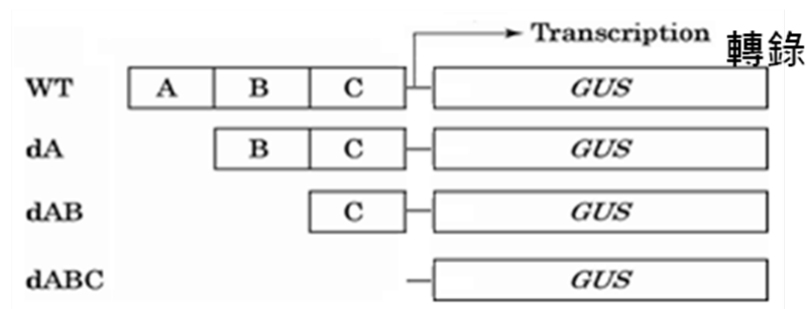 Transcription 轉錄
WT A B C GUS
dA B C GUS
dAB C GUS
dABC GUS